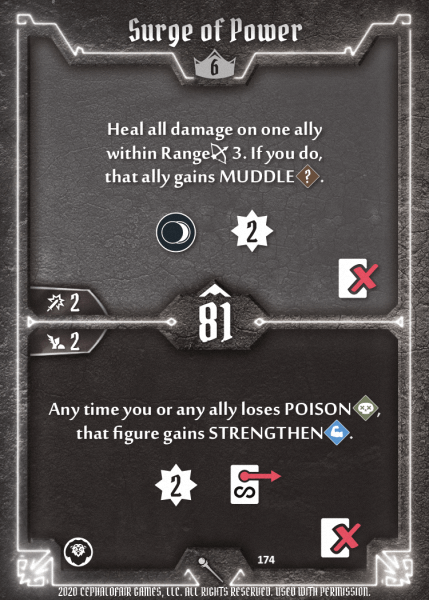 Surge of Power
6
Heal all damage on one ally
within Range 3. If you do,
that ally gains MUDDLE ?.
2
2
81
2
Any time you or any ally loses POISON,
that figure gains STRENGTHEN.
2
174
2020 CEPHALOFAIR GAMES, LLC. ALL RIGHTS RESERVED. USED WITH PERMISSION.